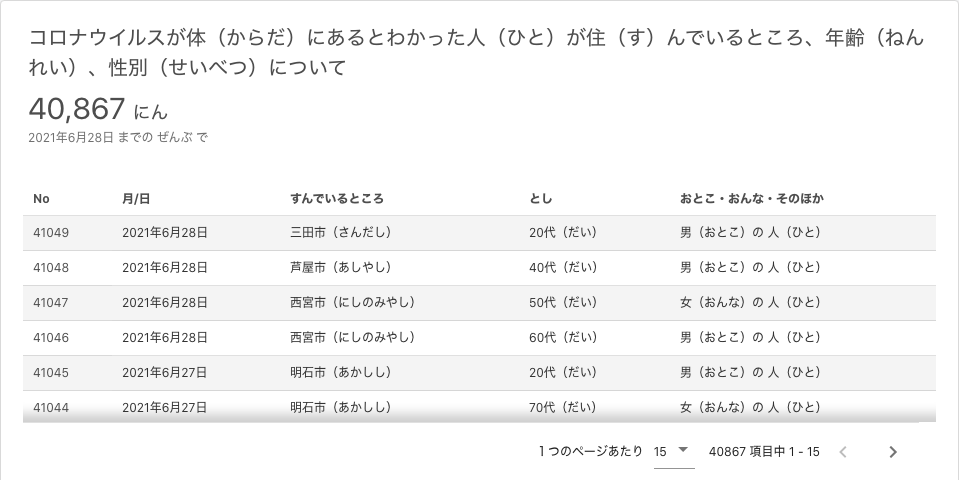 コロナウイルスが体（からだ）にあるとわかった人（ひと）が住（す）んでいるところ、年齢（ねん
れい）、性別（せいべつ）について
40,867 にん
2021年6月28日 までの ぜんぶ で
No 月/日 すんでいるところ とし おとこ・おんな・そのほか
41049 2021年6月28日 三田市（さんだし） 20代（だい） 男（おとこ）の 人（ひと）
41048 2021年6月28日 芦屋市（あしやし） 40代（だい） 男（おとこ）の 人（ひと）
41047 2021年6月28日 西宮市（にしのみやし） 50代（だい） 女（おんな）の 人（ひと）
41046 2021年6月28日 西宮市（にしのみやし） 60代（だい） 男（おとこ）の 人（ひと）
41045 2021年6月27日 明石市（あかしし） 20代（だい） 男（おとこ）の 人（ひと）
41044 2021年6月27日 明石市（あかしし） 70代（だい） 女（おんな）の 人（ひと）
1 つのページあたり 15 40867 項目中 1 - 15